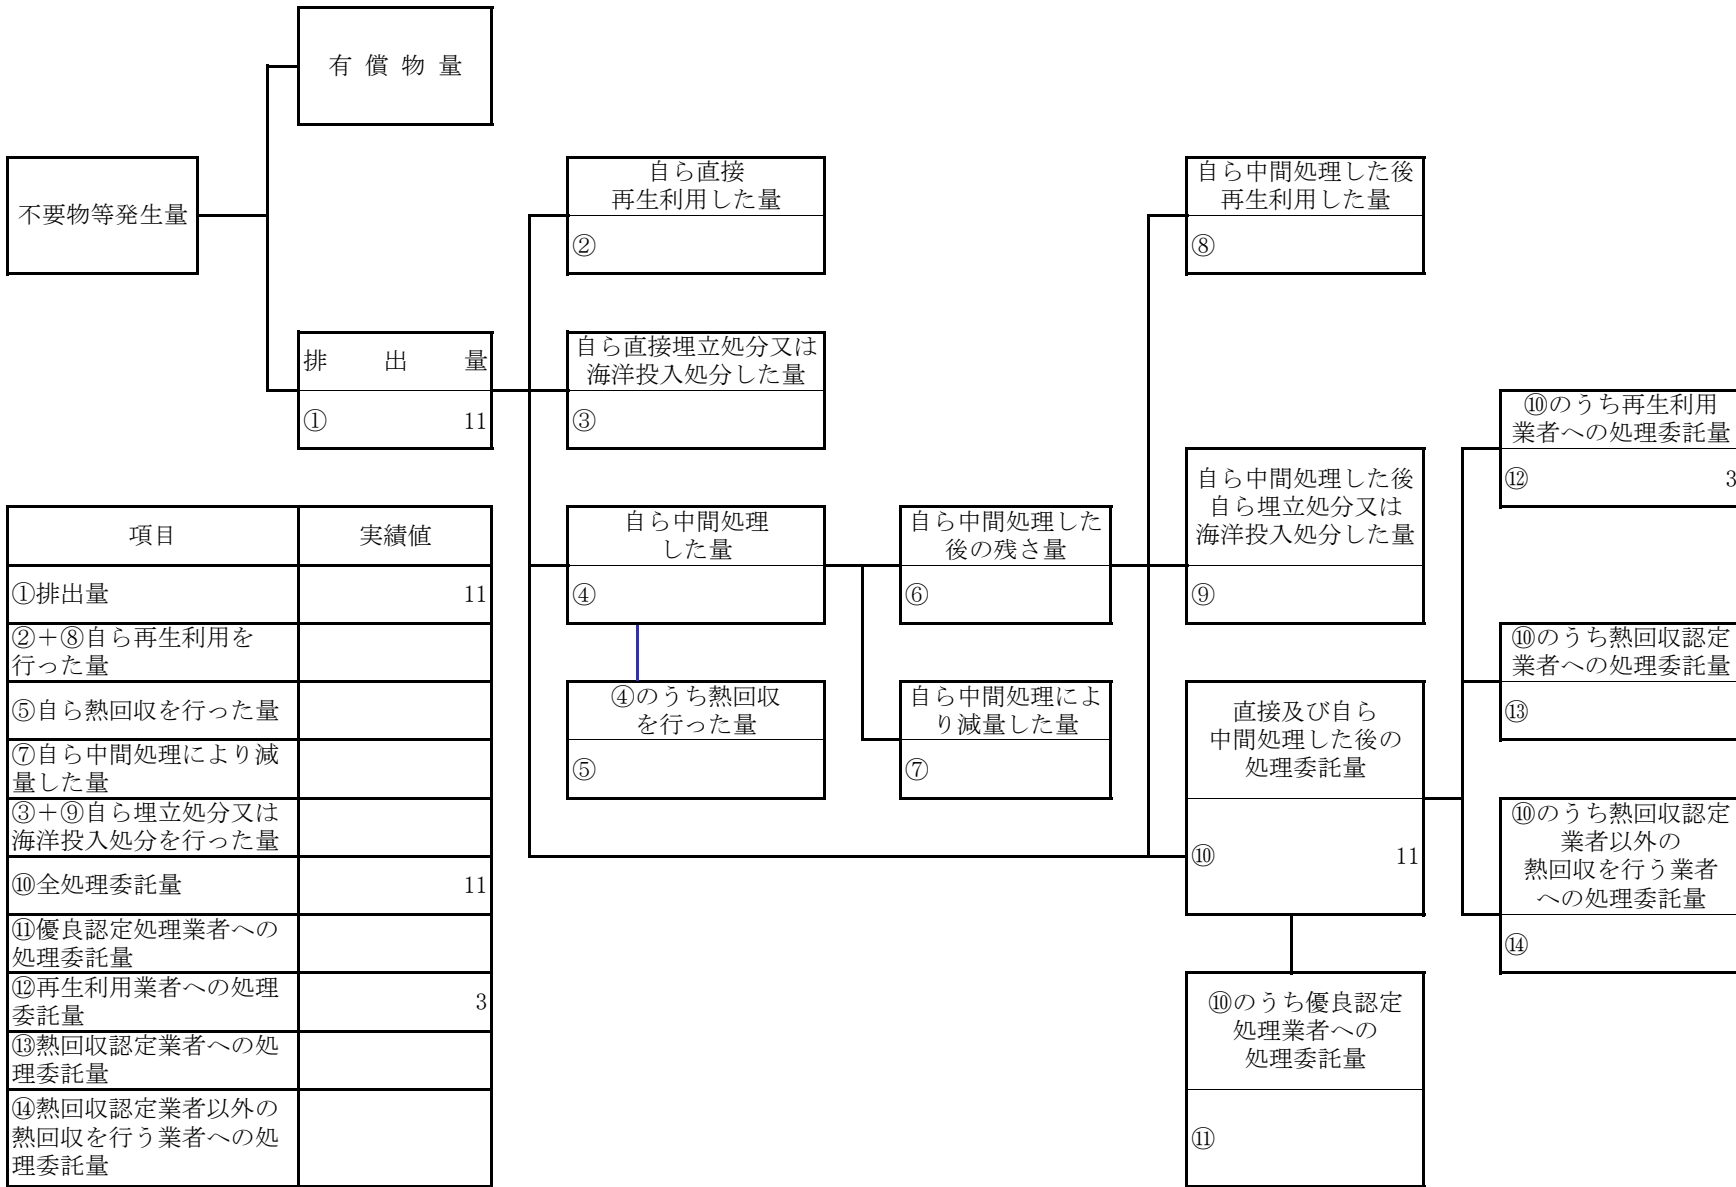 有償物量
不要物等発生量
排出量
① 11
自ら直接
再生利用した量
②
自ら直接埋立処分又は
海洋投入処分した量
③
自ら中間処理
した量
④
④のうち熱回収
を行った量
⑤
自ら中間処理した
後の残さ量
⑥
自ら中間処理によ
り減量した量
⑦
自ら中間処理した後
再生利用した量
⑧
自ら中間処理した後
自ら埋立処分又は
海洋投入処分した量
⑨
直接及び自ら
中間処理した後の
処理委託量
⑩ 11
⑩のうち優良認定
処理業者への
処理委託量
⑪
⑩のうち再生利用
業者への処理委託量
⑫ 3
⑩のうち熱回収認定
業者への処理委託量
⑬
⑩のうち熱回収認定
業者以外の
熱回収を行う業者
への処理委託量
⑭
項目 実績値
①排出量 11
②＋⑧自ら再生利用を
行った量
⑤自ら熱回収を行った量
⑦自ら中間処理により減
量した量
③＋⑨自ら埋立処分又は
海洋投入処分を行った量
⑩全処理委託量 11
⑪優良認定処理業者への
処理委託量
⑫再生利用業者への処理
委託量 3
⑬熱回収認定業者への処
理委託量
⑭熱回収認定業者以外の
熱回収を行う業者への処
理委託量